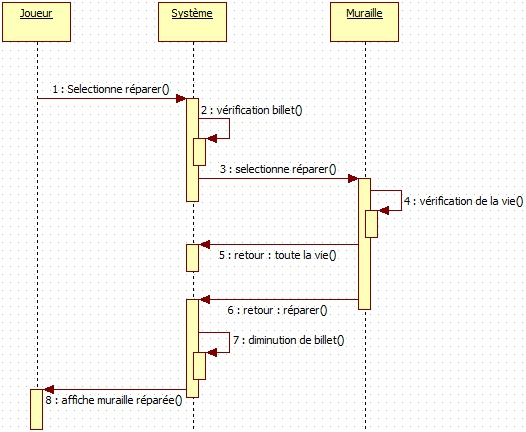 Joueur
Système
Muraille
1 : Selectionne réparer()
2 : vérification billet()
3 : selectionne réparer()
4 : vérification de la vie()
5 : retour : toute la vie()
6 : retour : réparer()
7 : diminution de billet()
8 : affiche muraille réparée()